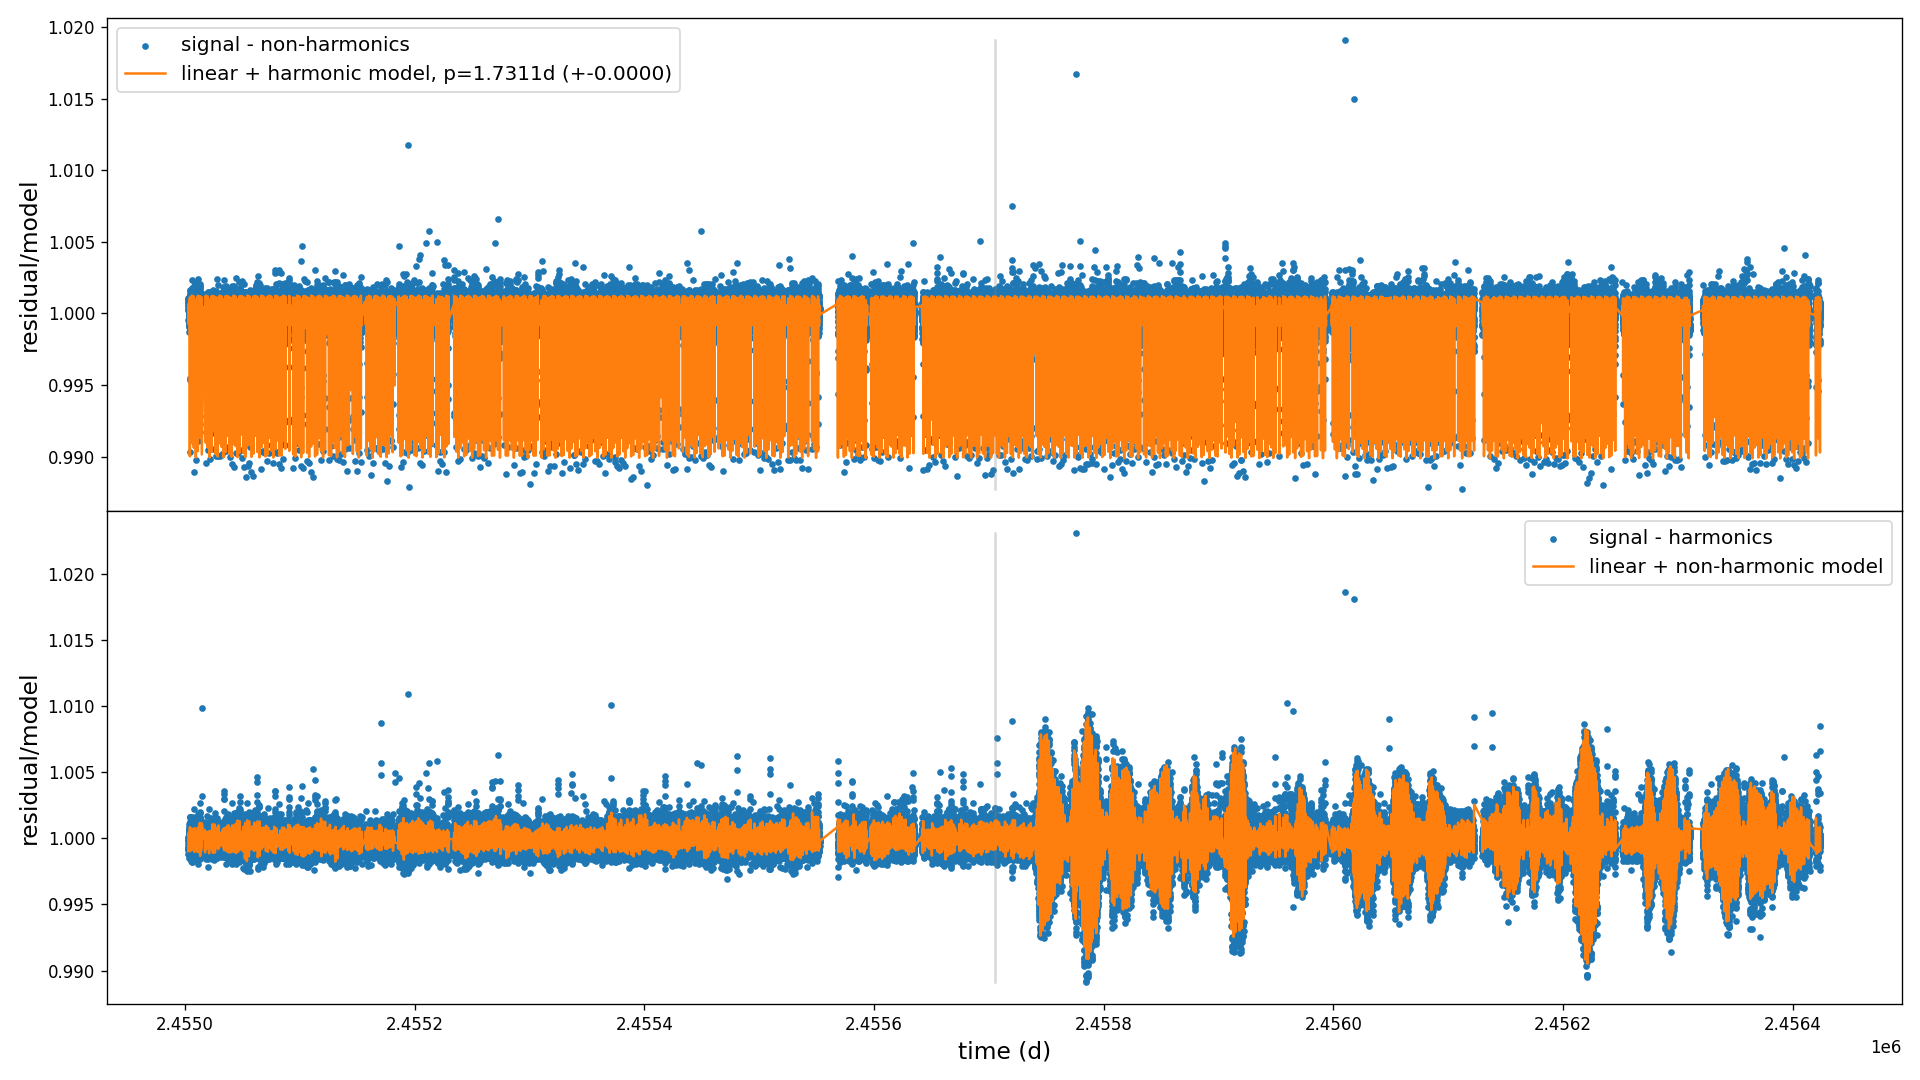 1.020
1.015
1.010
1.005
1.000
0.995
0.990
residual/model
signal - non-harmonics
linear + harmonic model, p=1.7311d (+-0.0000)
1.020
1.015
1.010
1.005
1.000
0.995
0.990
residual/model
signal - harmonics
linear + non-harmonic model
2.4550 2.4552 2.4554 2.4556 2.4558 2.4560 2.4562 2.4564
1e6
time (d)